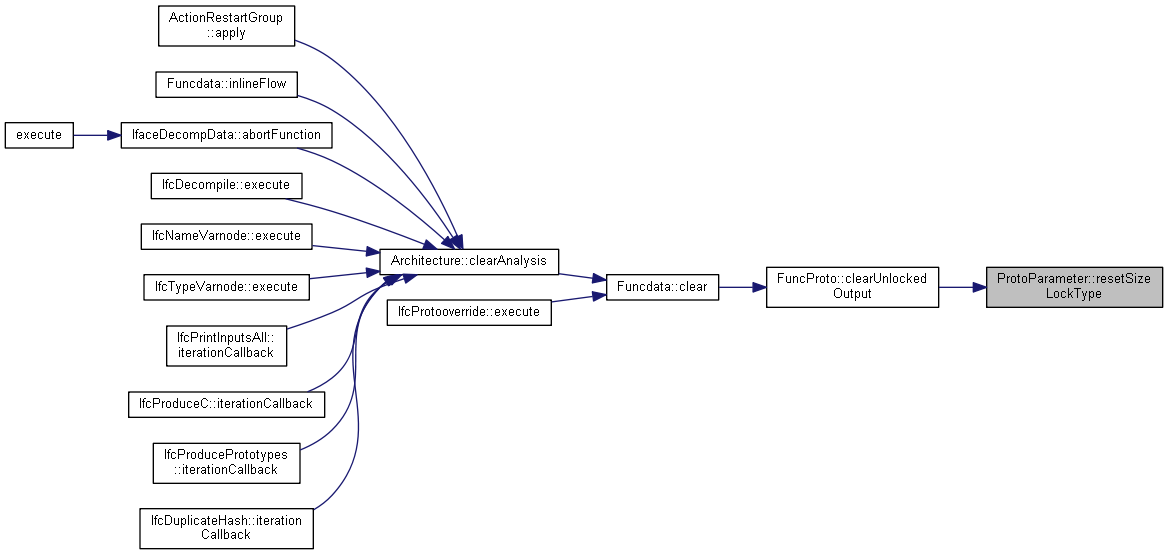 ActionRestartGroup
::apply
Funcdata::inlineFlow
execute
IfaceDecompData::abortFunction
IfcDecompile::execute
IfcNameVarnode::execute
Architecture::clearAnalysis
IfcTypeVarnode::execute
Funcdata::clear
FuncProto::clearUnlocked
Output
ProtoParameter::resetSize
LockType
IfcProtooverride::execute
IfcPrintInputsAll::
iterationCallback
IfcProduceC::iterationCallback
IfcProducePrototypes
::iterationCallback
IfcDuplicateHash::iteration
Callback